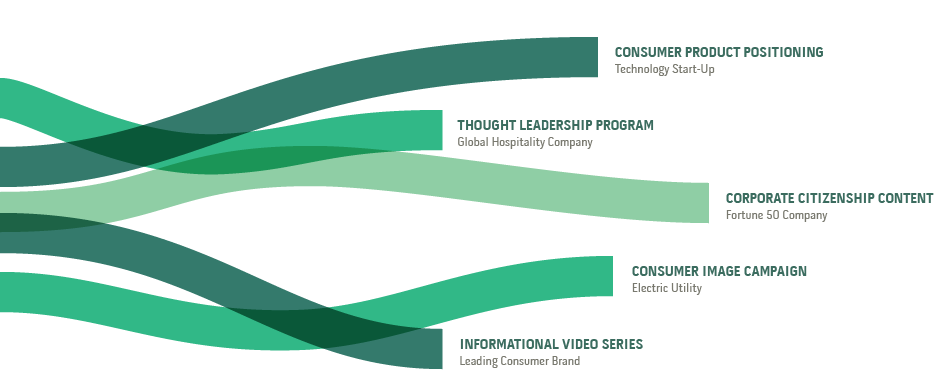 CONSUMER PRODUCT POSITIONING
Technology Start-Up
THOUGHT LEADERSHIP PROGRAM
Global Hospitality Company
CORPORATE CITIZENSHIP CONTENT
Fortune 50 Company
CONSUMER IMAGE CAMPAIGN
Electric Utility
INFORMATIONAL VIDEO SERIES
Leading Consumer Brand